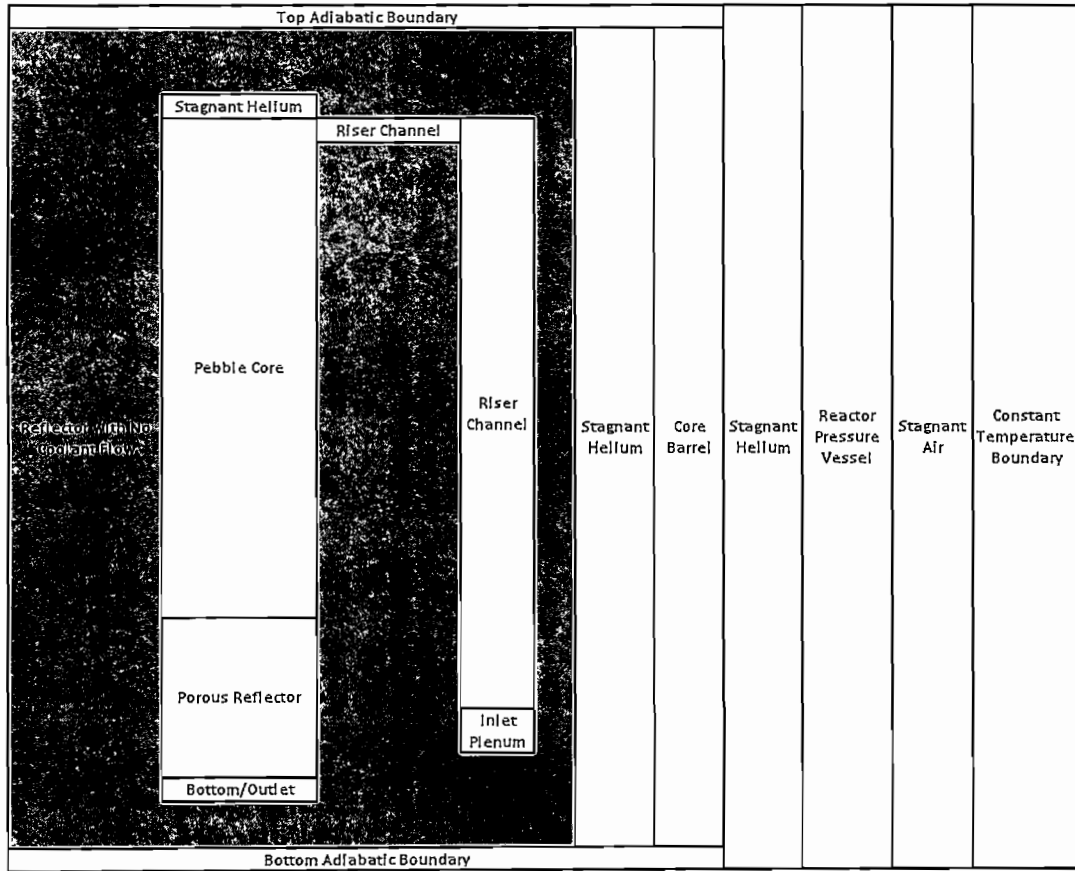 Top Adiabatic Boundary
Stagnant Helium
Riser Channel
Pebble Core
Riser
Channel
Reflector with No
Coolant Flow
Stagnant
Helium
Core
Barrel
Stagnant
Helium
Reactor
Pressure
Vessel
Stagnant
Air
Constant
Temperature
Boundary
Porous Reflector
Inlet
Plenum
Bottom/Outlet
Bottom Adiabatic Boundary